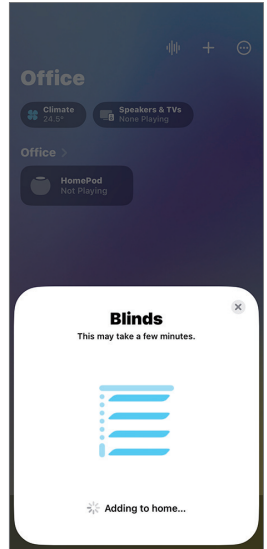 Office
Climate
24.5°
Speakers & TVs
None Playing
Office >
HomePod
Not Playing
Blinds
This may take a few minutes.
Adding to home...